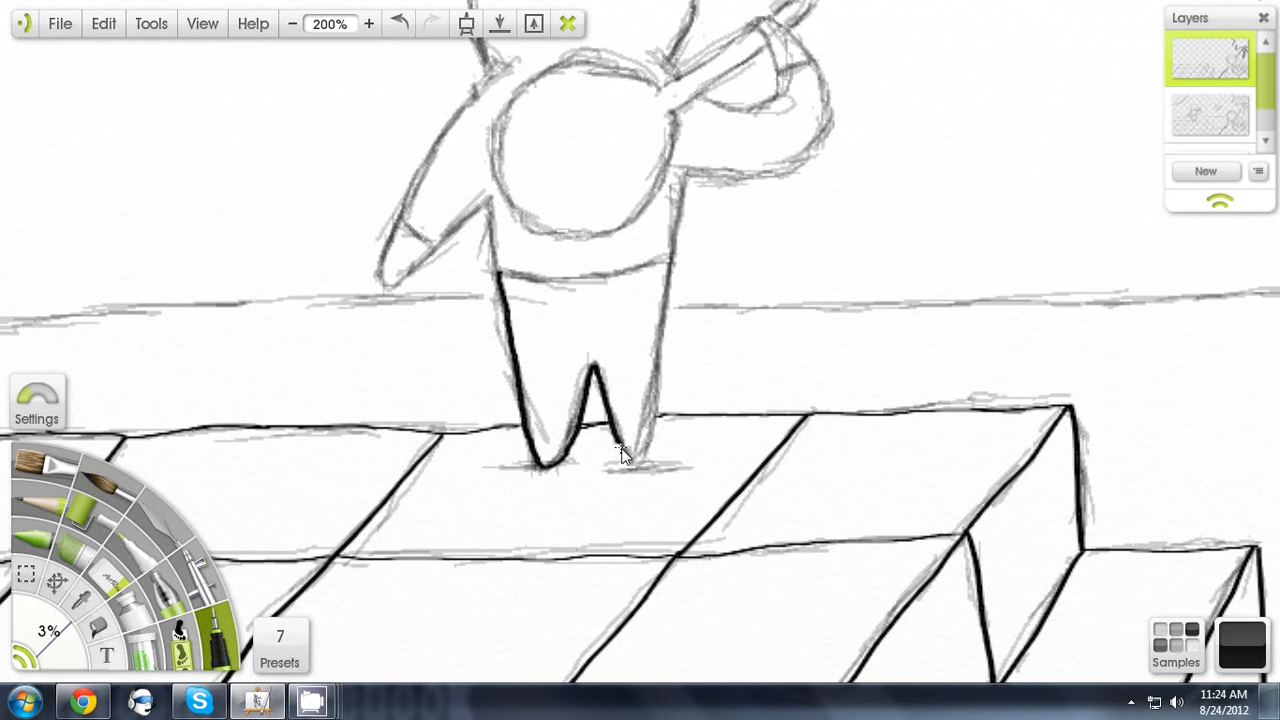 File Edit Tools View Help − 200% +
Layers
New
Settings
3%
T
7
Presets
Samples
11:24 AM
8/24/2012